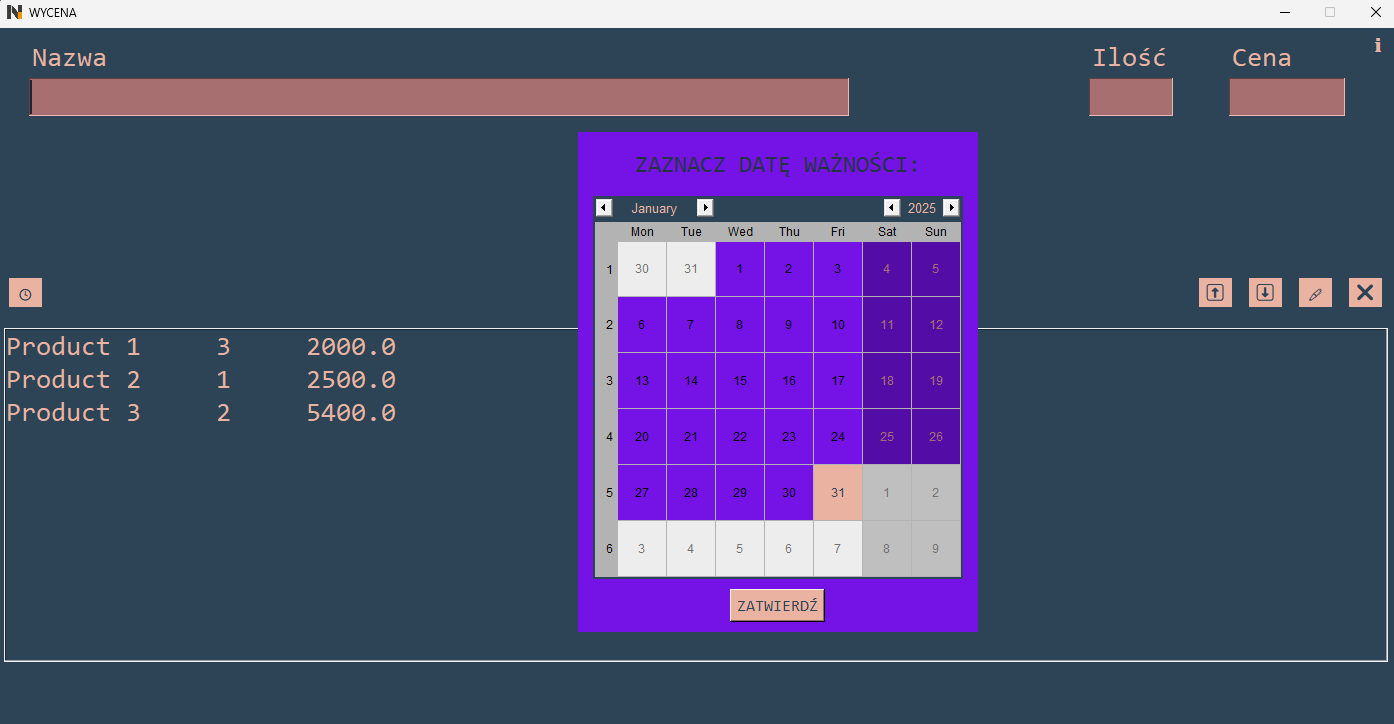 WYCENA
Nazwa Ilość Cena
ZAZNACZ DATĘ WAŻNOŚCI:
January 2025
Mon Tue Wed Thu Fri Sat Sun
1 30 31 1 2 3 4 5
2 6 7 8 9 10 11 12
3 13 14 15 16 17 18 19
4 20 21 22 23 24 25 26
5 27 28 29 30 31 1 2
6 3 4 5 6 7 8 9
ZATWIERDŹ
Product 1 3 2000.0
Product 2 1 2500.0
Product 3 2 5400.0